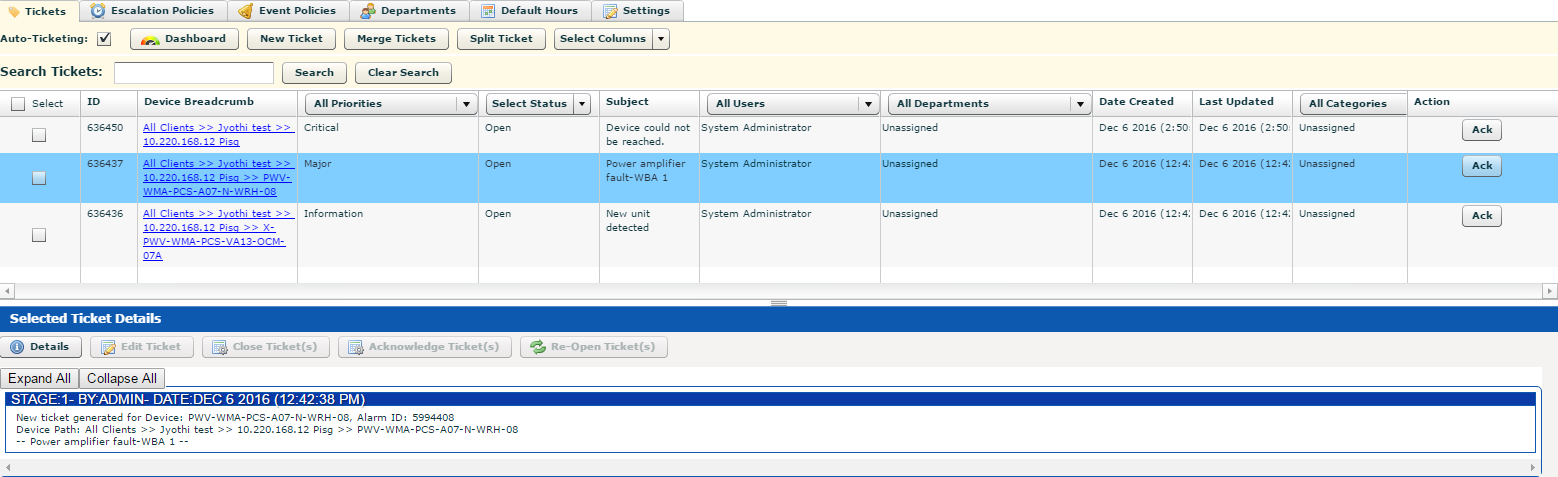 Tickets Escalation Policies Event Policies Departments Default Hours Settings
Auto-Ticketing: Dashboard New Ticket Merge Tickets Split Ticket Select Columns
Search Tickets: Search Clear Search
Select ID Device Breadcrumb All Priorities Select Status Subject All Users All Departments Date Created Last Updated All Categories Action
636450 All Clients >> Jyothi test >> Critical Open Device could not System Administrator Unassigned Dec 6 2016 (2:50: Dec 6 2016 (2:50: Unassigned Ack
10.220.168.12 Pisg be reached.
636437 All Clients >> Jyothi test >> Major Open Power amplifier System Administrator Unassigned Dec 6 2016 (12:42 Dec 6 2016 (12:42 Unassigned Ack
10.220.168.12 Pisg >> PWV- fault-WBA 1
WMA-PCS-A07-N-WRH-08
636436 All Clients >> Jyothi test >> Information Open New unit System Administrator Unassigned Dec 6 2016 (12:42 Dec 6 2016 (12:42 Unassigned Ack
10.220.168.12 Pisg >> X- detected
PWV-WMA-PCS-VA13-OCM-
07A
Selected Ticket Details
Details Edit Ticket Close Ticket(s) Acknowledge Ticket(s) Re-Open Ticket(s)
Expand All Collapse All
STAGE:1- BY:ADMIN- DATE:DEC 6 2016 (12:42:38 PM)
New ticket generated for Device: PWV-WMA-PCS-A07-N-WRH-08, Alarm ID: 5994408
Device Path: All Clients >> Jyothi test >> 10.220.168.12 Pisg >> PWV-WMA-PCS-A07-N-WRH-08
-- Power amplifier fault-WBA 1 --